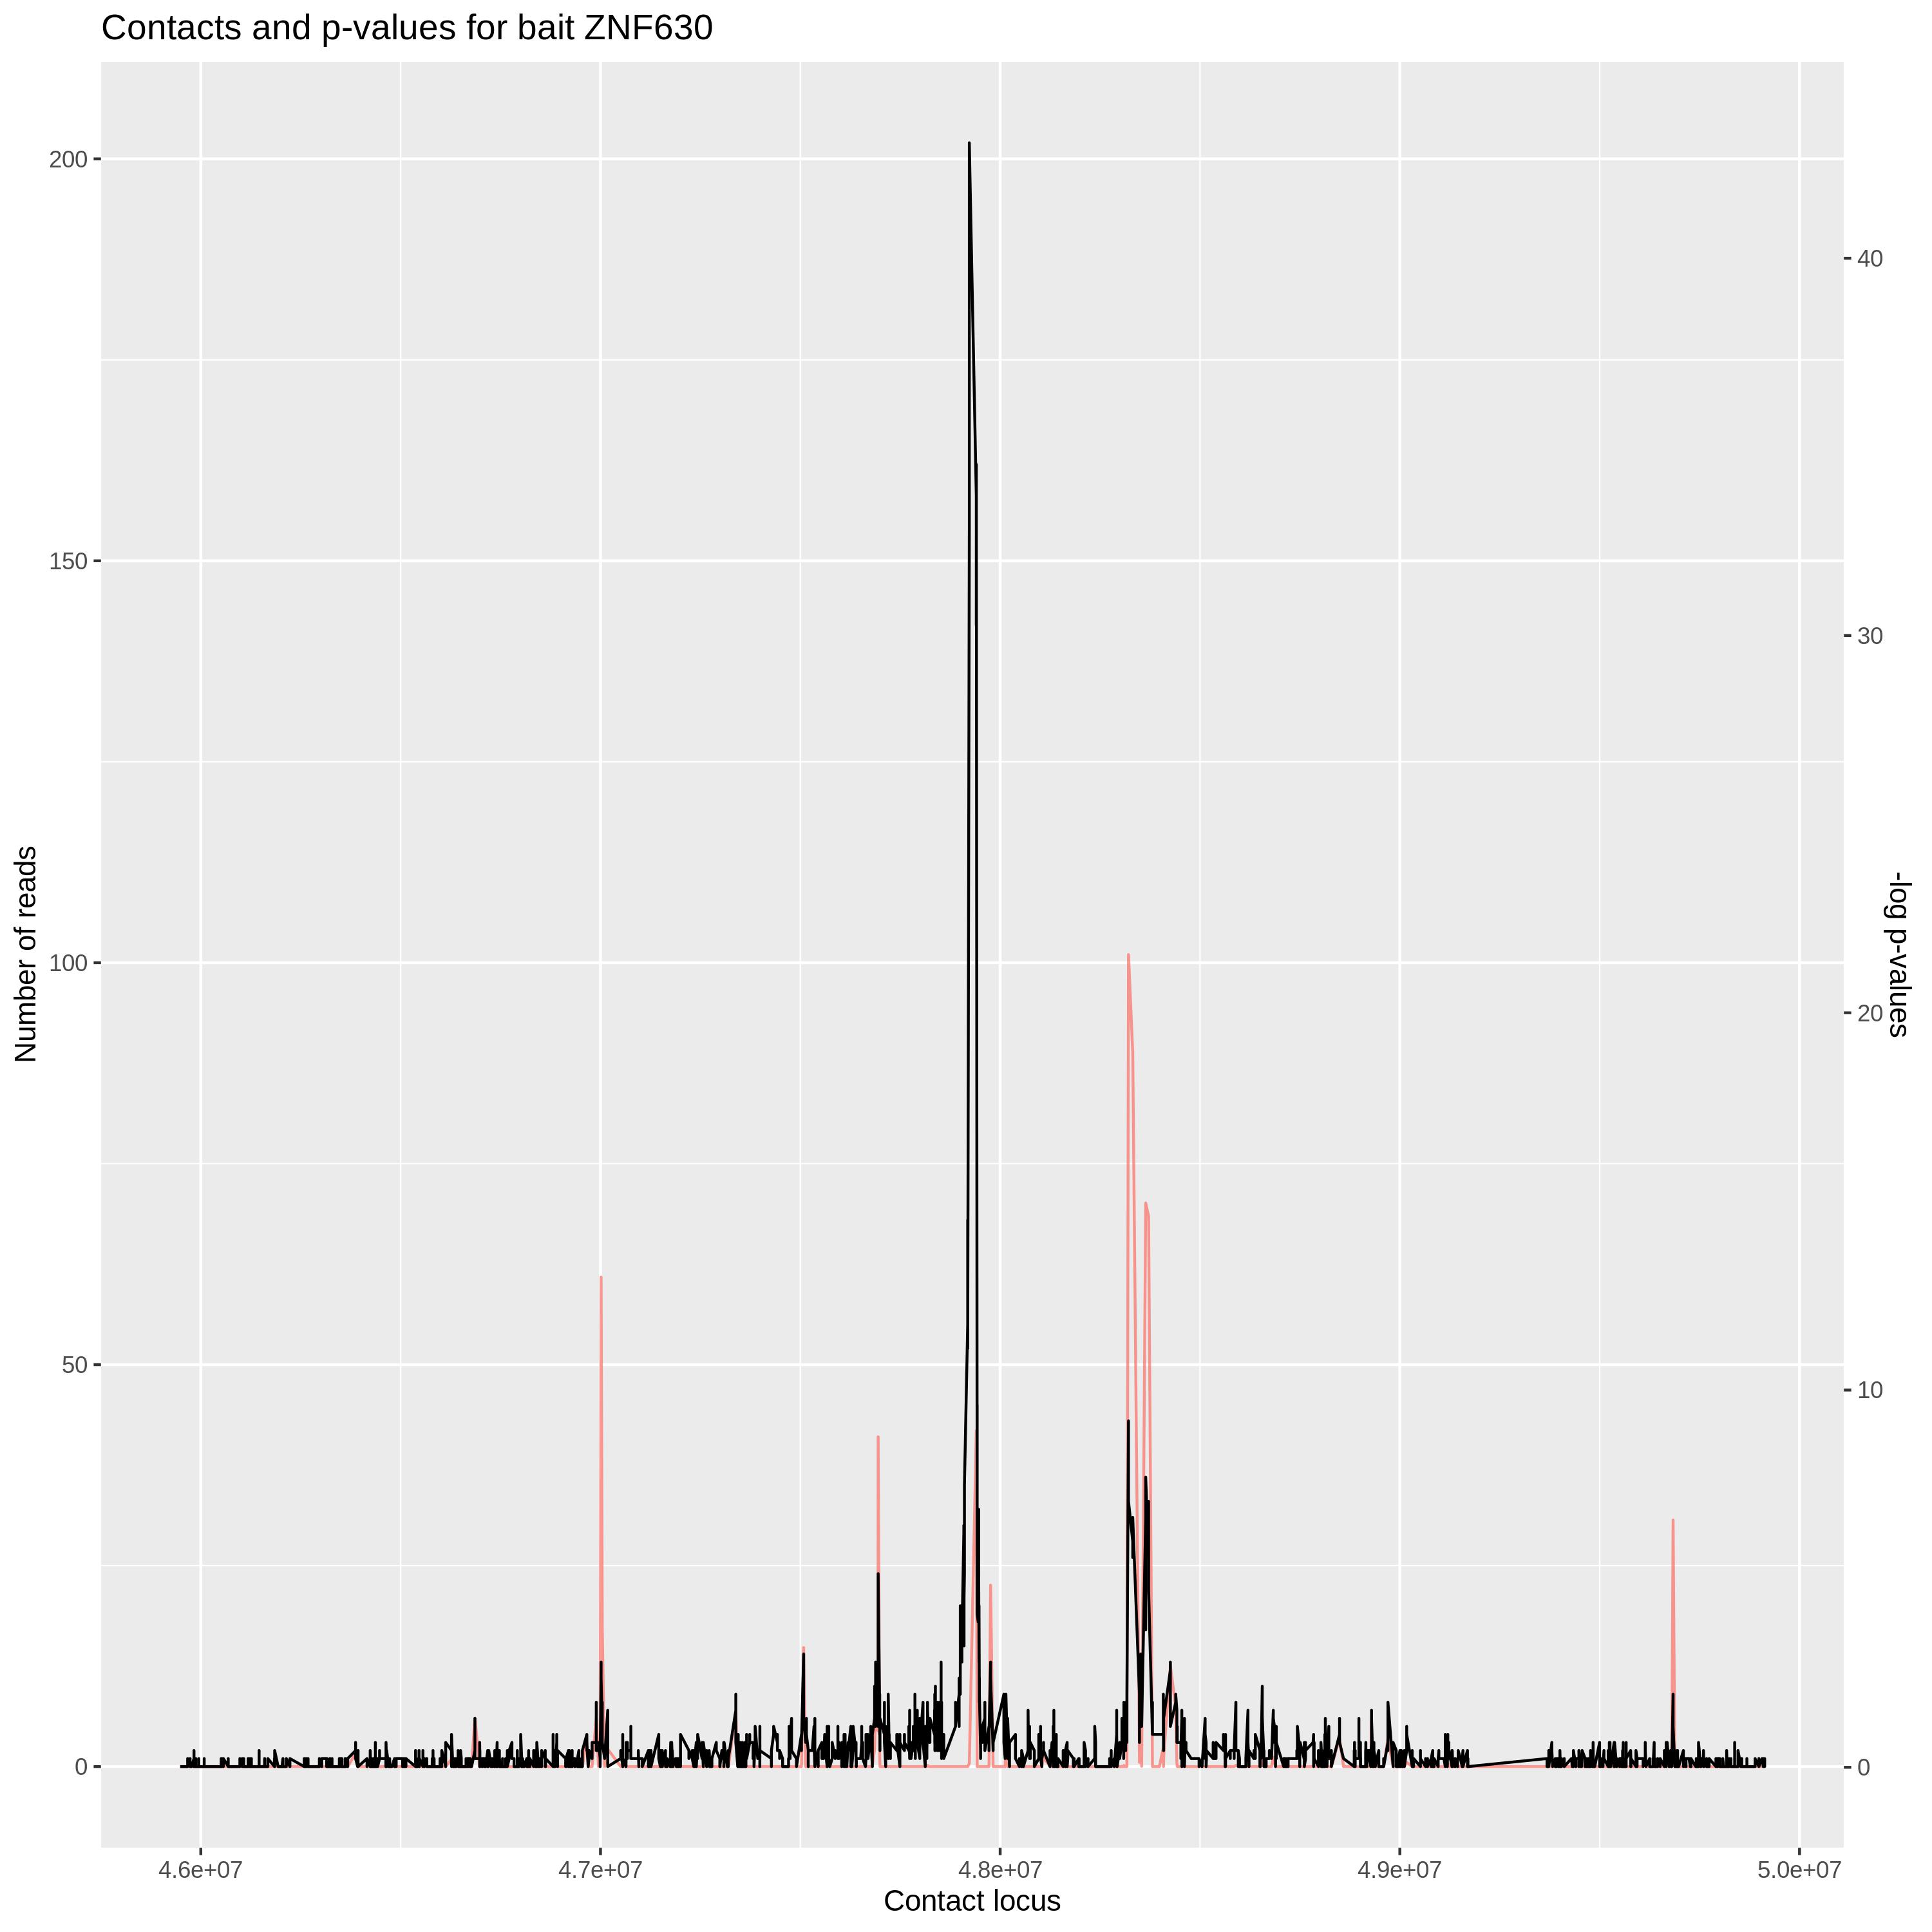 Contacts and p-values for bait ZNF630
200
150
100
50
0
Number of reads
40
30
20
10
0
-log p-values
4.6e+07 4.7e+07 4.8e+07 4.9e+07 5.0e+07
Contact locus